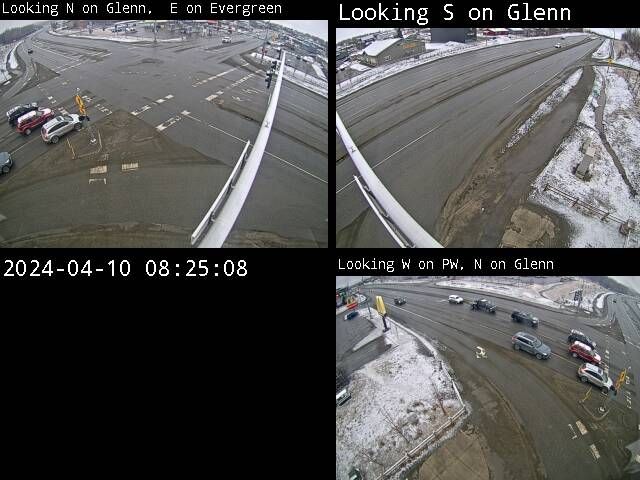 Looking N on Glenn,  E on Evergreen
Looking S on Glenn
2024-04-10 08:25:08
Looking W on PW, N on Glenn